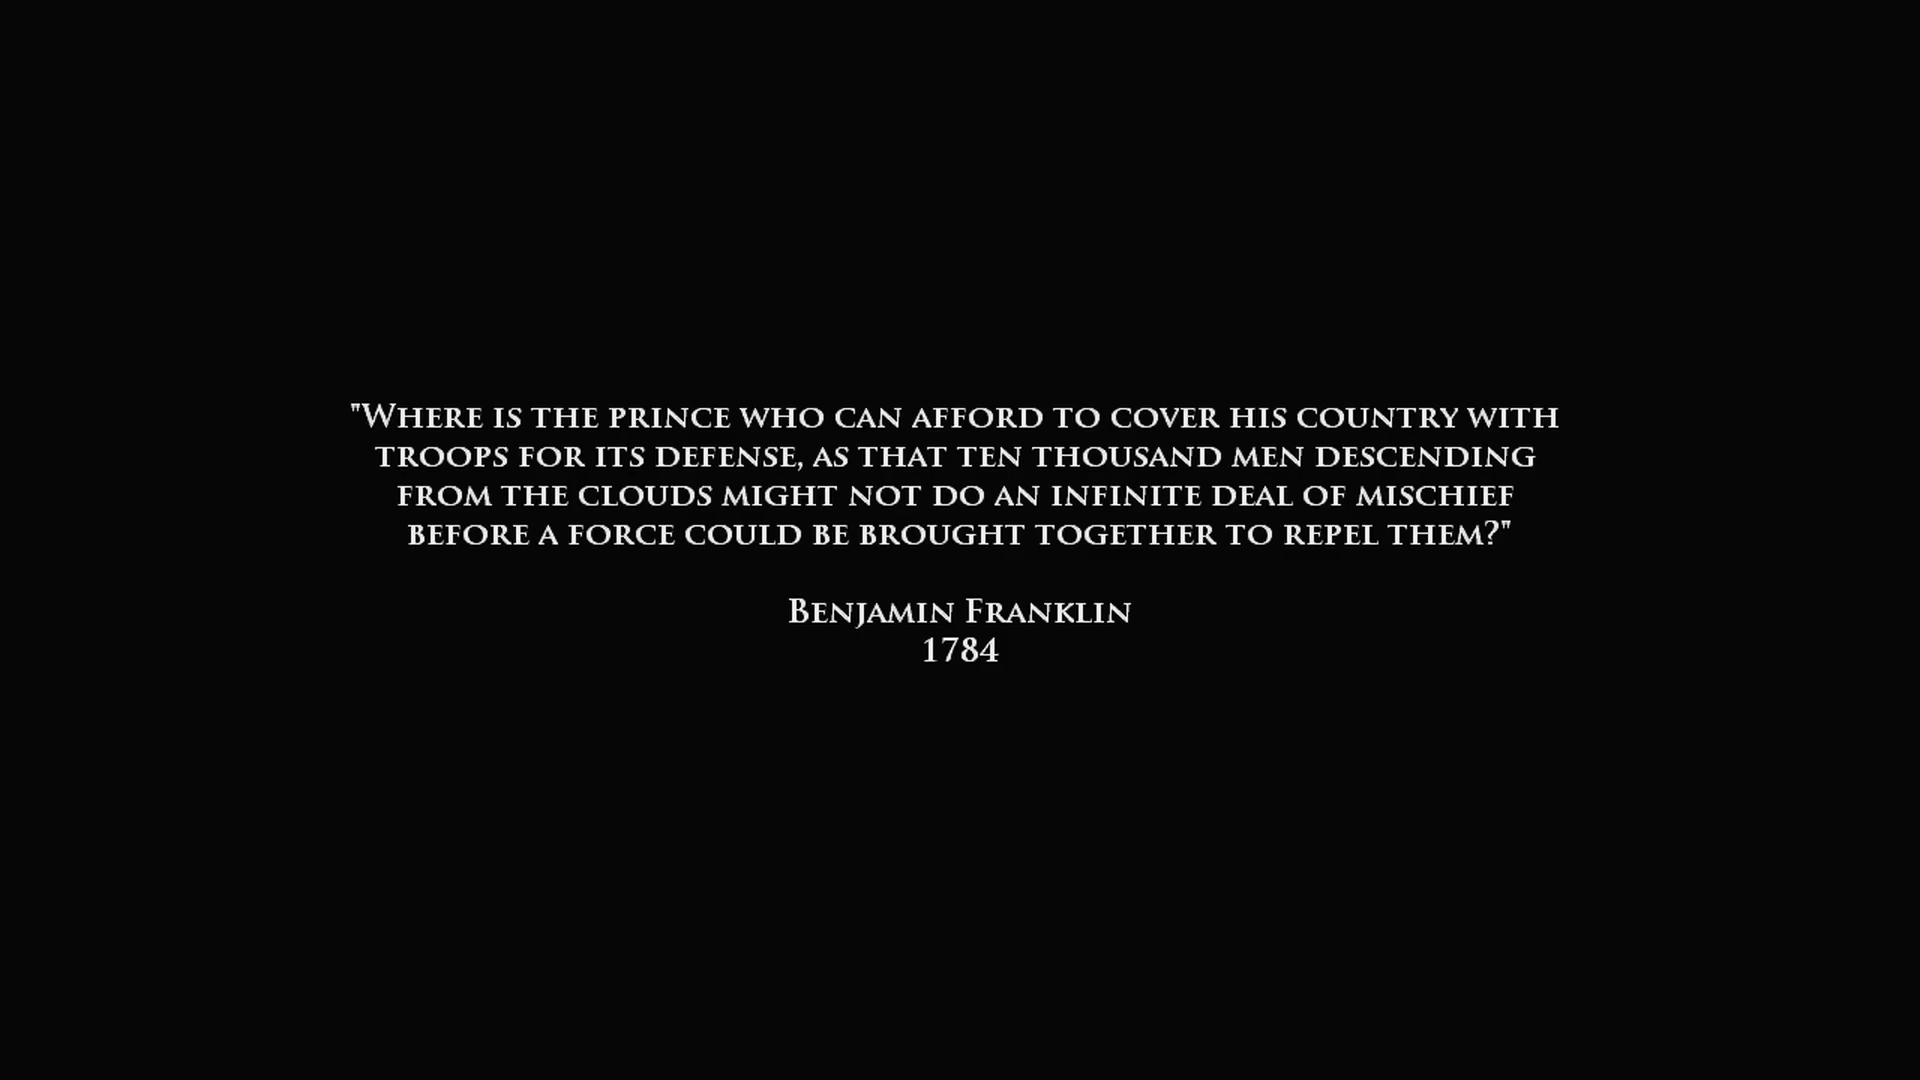 "Where is the prince who can afford to cover his country with
troops for its defense, as that ten thousand men descending
from the clouds might not do an infinite deal of mischief
before a force could be brought together to repel them?"
Benjamin Franklin
1784